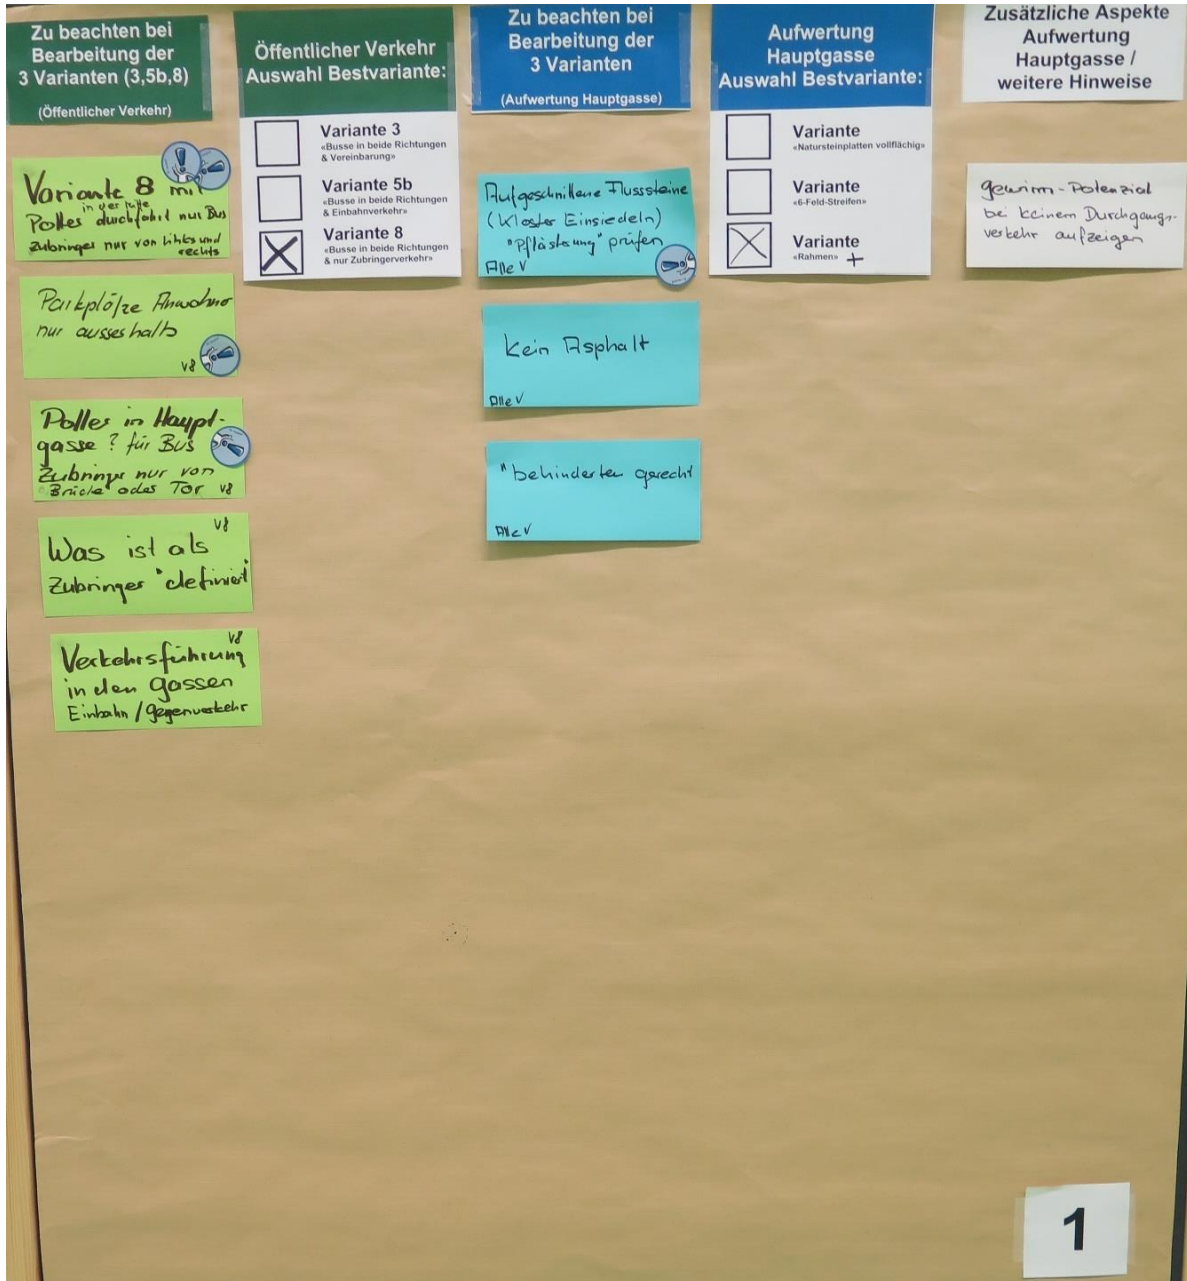 Zu beachten bei
Bearbeitung der
3 Varianten (3,5b,8)
(Öffentlicher Verkehr)
Variante 8 mit
in der Mitte
Poller durchfahrt nur Bus
Zubringer nur von links und
rechts
Parkplätze Anwohner
nur ausserhalb
V8
Poller in Haupt-
gasse? für Bus
Zubringer nur von
Brücke oder Tor V8
V8
Was ist als
Zubringer "definiert"
V8
Verkehrsführung
in den Gassen
Einbahn / Gegenverkehr
Öffentlicher Verkehr
Auswahl Bestvariante:
Variante 3
«Busse in beide Richtungen
& Vereinbarung»
Variante 5b
«Busse in beide Richtungen
& Einbahnverkehr»
Variante 8
«Busse in beide Richtungen
& nur Zubringerverkehr»
Zu beachten bei
Bearbeitung der
3 Varianten
(Aufwertung Hauptgasse)
Aufgeschnittene Flusssteine
(Kloster Einsiedeln)
"Pflästerung" prüfen
Alle V
Kein Asphalt
Alle V
"behinderten gerecht
Alle V
Aufwertung
Hauptgasse
Auswahl Bestvariante:
Variante
«Natursteinplatten vollflächig»
Variante
«6-Feld-Streifen»
Variante
«Rahmen» +
Zusätzliche Aspekte
Aufwertung
Hauptgasse /
weitere Hinweise
Gewinn-Potenzial
bei keinem Durchgangs-
verkehr aufzeigen
1